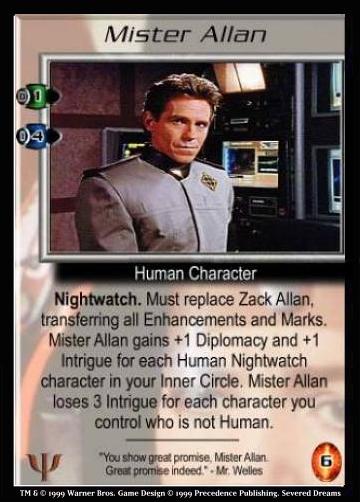 Mister Allan
1
4
Human Character
Nightwatch. Must replace Zack Allan,
transferring all Enhancements and Marks.
Mister Allan gains +1 Diplomacy and +1
Intrigue for each Human Nightwatch
character in your Inner Circle. Mister Allan
loses 3 Intrigue for each character you
control who is not Human.
"You show great promise, Mister Allan.
Great promise indeed." - Mr. Welles
6
TM & © 1999 Warner Bros. Game Design © 1999 Precedence Publishing. Severed Dreams